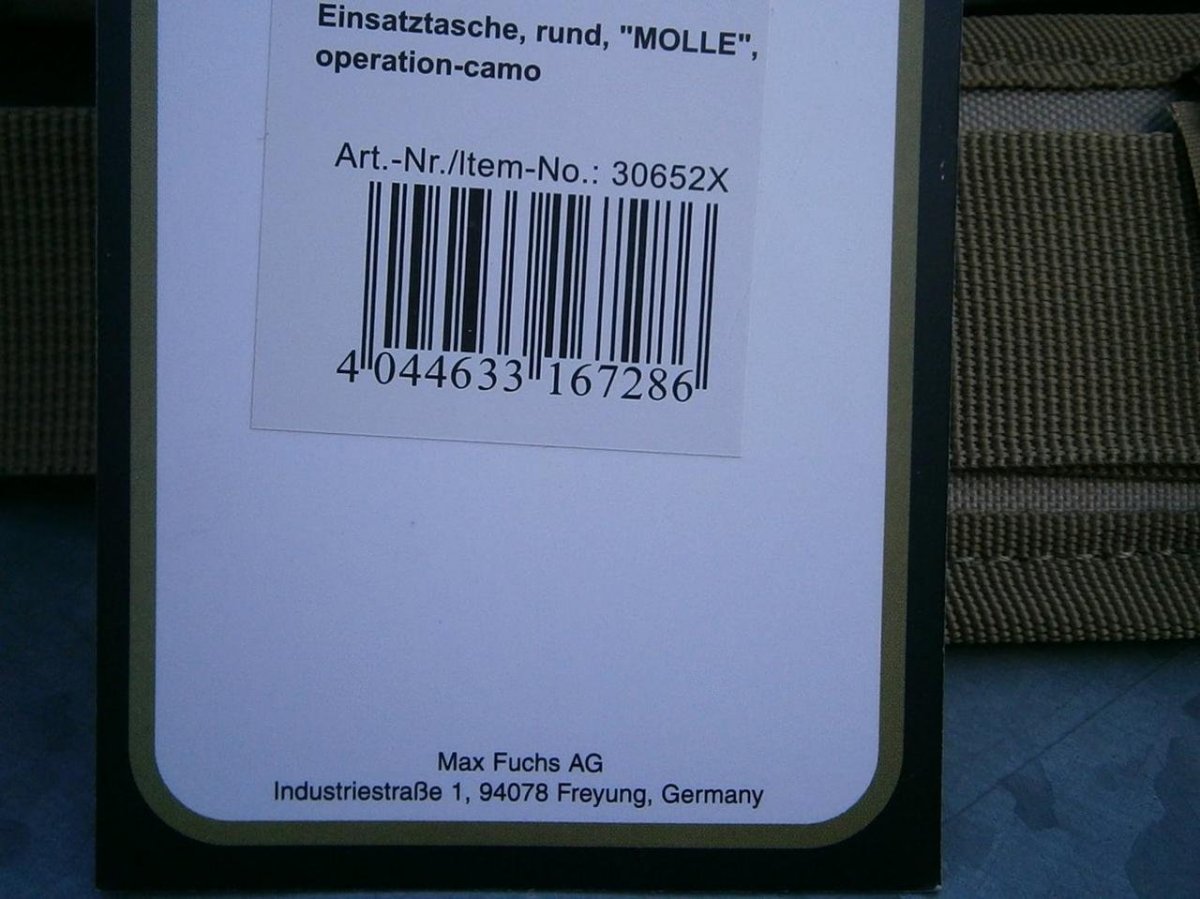 Einsatztasche, rund, "MOLLE",
operation-camo
Art.-Nr./Item-No.: 30652X
4 044633 167286
Max Fuchs AG
Industriestraße 1, 94078 Freyung, Germany